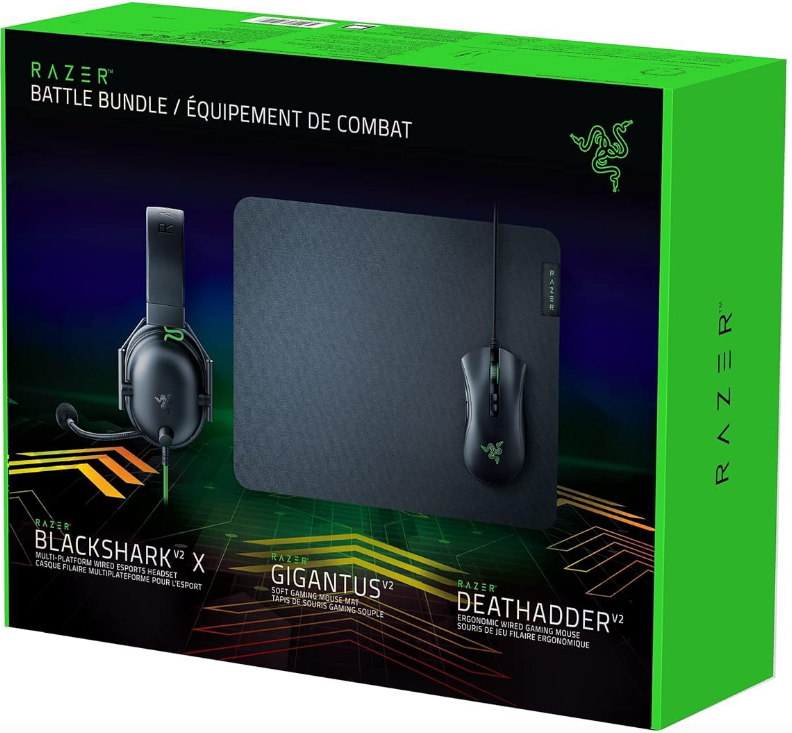 RAZER™
BATTLE BUNDLE / ÉQUIPEMENT DE COMBAT
R
RAZER
RAZER
BLACKSHARK V2 X
MULTI-PLATFORM WIRED ESPORTS HEADSET
CASQUE FILAIRE MULTIPLATEFORME POUR L'ESPORT
RAZER
GIGANTUS V2
SOFT GAMING MOUSE MAT
TAPIS DE SOURIS GAMING SOUPLE
RAZER
DEATHADDER V2
ERGONOMIC WIRED GAMING MOUSE
SOURIS DE JEU FILAIRE ERGONOMIQUE
RAZER™